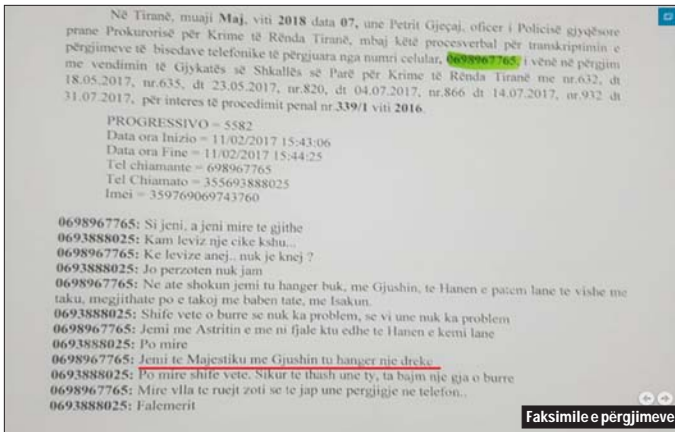 Në Tiranë, muaji Maj, viti 2018 data 07, une Petrit Gjeçaj, oficer i Policisë gjyqësore
prane Prokurorisë për Krime të Rënda Tiranë, mbaj këtë procesverbal për transkriptimin e
përgjimeve të bisedave telefonike të përgjuara nga numri celular, 0698967765, i vënë në përgjim
me vendimin të Gjykatës së Shkallës së Parë për Krime të Rënda Tiranë me nr.632, dt
18.05.2017, nr.635, dt 23.05.2017, nr.820, dt 04.07.2017, nr.866 dt 14.07.2017, nr.932 dt
31.07.2017, për interes të procedimit penal nr.339/1 viti 2016.
PROGRESSIVO = 5582
Data ora Inizio = 11/02/2017 15:43:06
Data ora Fine = 11/02/2017 15:44:25
Tel chiamante = 698967765
Tel Chiamato = 355693888025
Imei = 359769069743760
0698967765: Si jeni, a jeni mire te gjithe
0693888025: Kam leviz nje cike kshu...
0698967765: Ke levize anej.. nuk je knej ?
0693888025: Jo perzoten nuk jam
0698967765: Ne ate shokun jemi tu hanger buk, me Gjushin, te Hanen e patem lane te vishe me
taku, megjithate po e takoj me baben tate, me Isakun.
0693888025: Shife vete o burre se nuk ka problem, se vi une nuk ka problem
0698967765: Jemi me Astritin e me ni fjale ktu edhe te Hanen e kemi lane
0693888025: Po mire
0698967765: Jemi te Majestiku me Gjushin tu hanger nje dreke
0693888025: Po mire shife vete. Sikur te thash une ty, ta bajm nje gja o burre
0698967765: Mire vlla te ruejt zoti se te jap une pergjigje ne telefon..
0693888025: Falemerit
Faksimile e përgjimeve